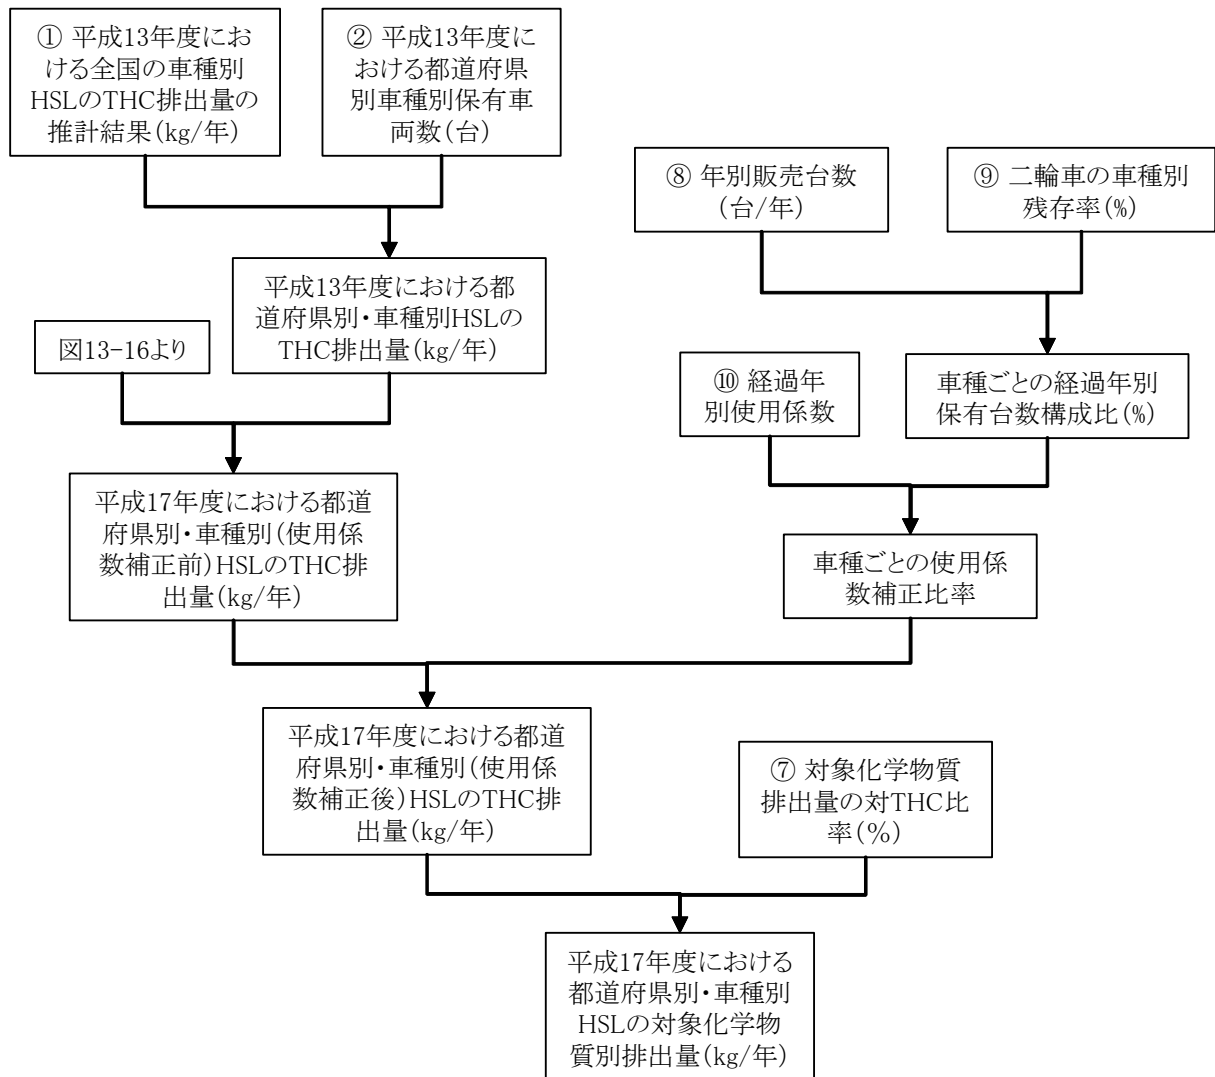 ① 平成13年度にお
ける全国の車種別
HSLのTHC排出量の
推計結果(kg/年)
② 平成13年度に
おける都道府県
別車種別保有車
両数(台)
⑧ 年別販売台数
(台/年)
⑨ 二輪車の車種別
残存率(%)
平成13年度における都
道府県別・車種別HSLの
THC排出量(kg/年)
図13-16より
⑩ 経過年
別使用係数
車種ごとの経過年別
保有台数構成比(%)
平成17年度における都道
府県別・車種別(使用係
数補正前)HSLのTHC排
出量(kg/年)
車種ごとの使用係
数補正比率
平成17年度における都道
府県別・車種別(使用係
数補正後)HSLのTHC排
出量(kg/年)
⑦ 対象化学物質
排出量の対THC比
率(%)
平成17年度における
都道府県別・車種別
HSLの対象化学物
質別排出量(kg/年)